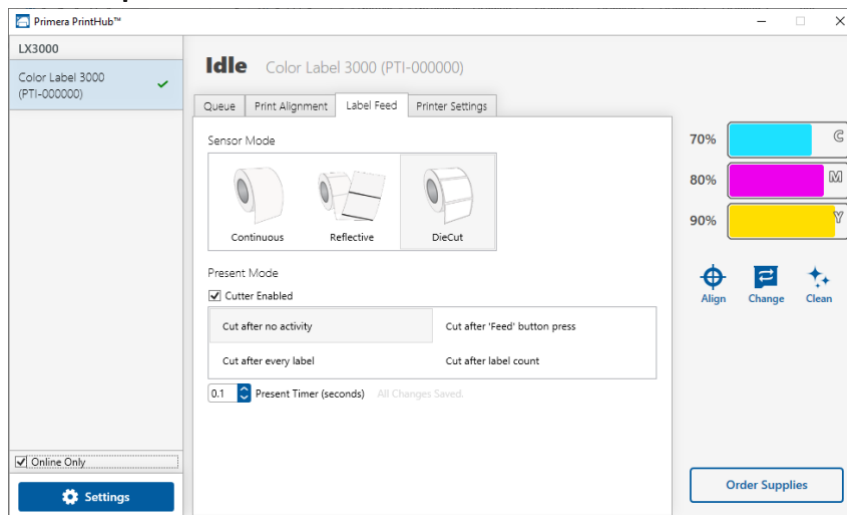 Primera PrintHub™
LX3000
Color Label 3000
(PTI-000000)
Idle Color Label 3000 (PTI-000000)
Queue Print Alignment Label Feed Printer Settings
Sensor Mode
Continuous Reflective DieCut
Present Mode
Cutter Enabled
Cut after no activity Cut after 'Feed' button press
Cut after every label Cut after label count
0.1 Present Timer (seconds) All Changes Saved.
70% C
80% M
90% Y
Align Change Clean
Online Only
Settings
Order Supplies